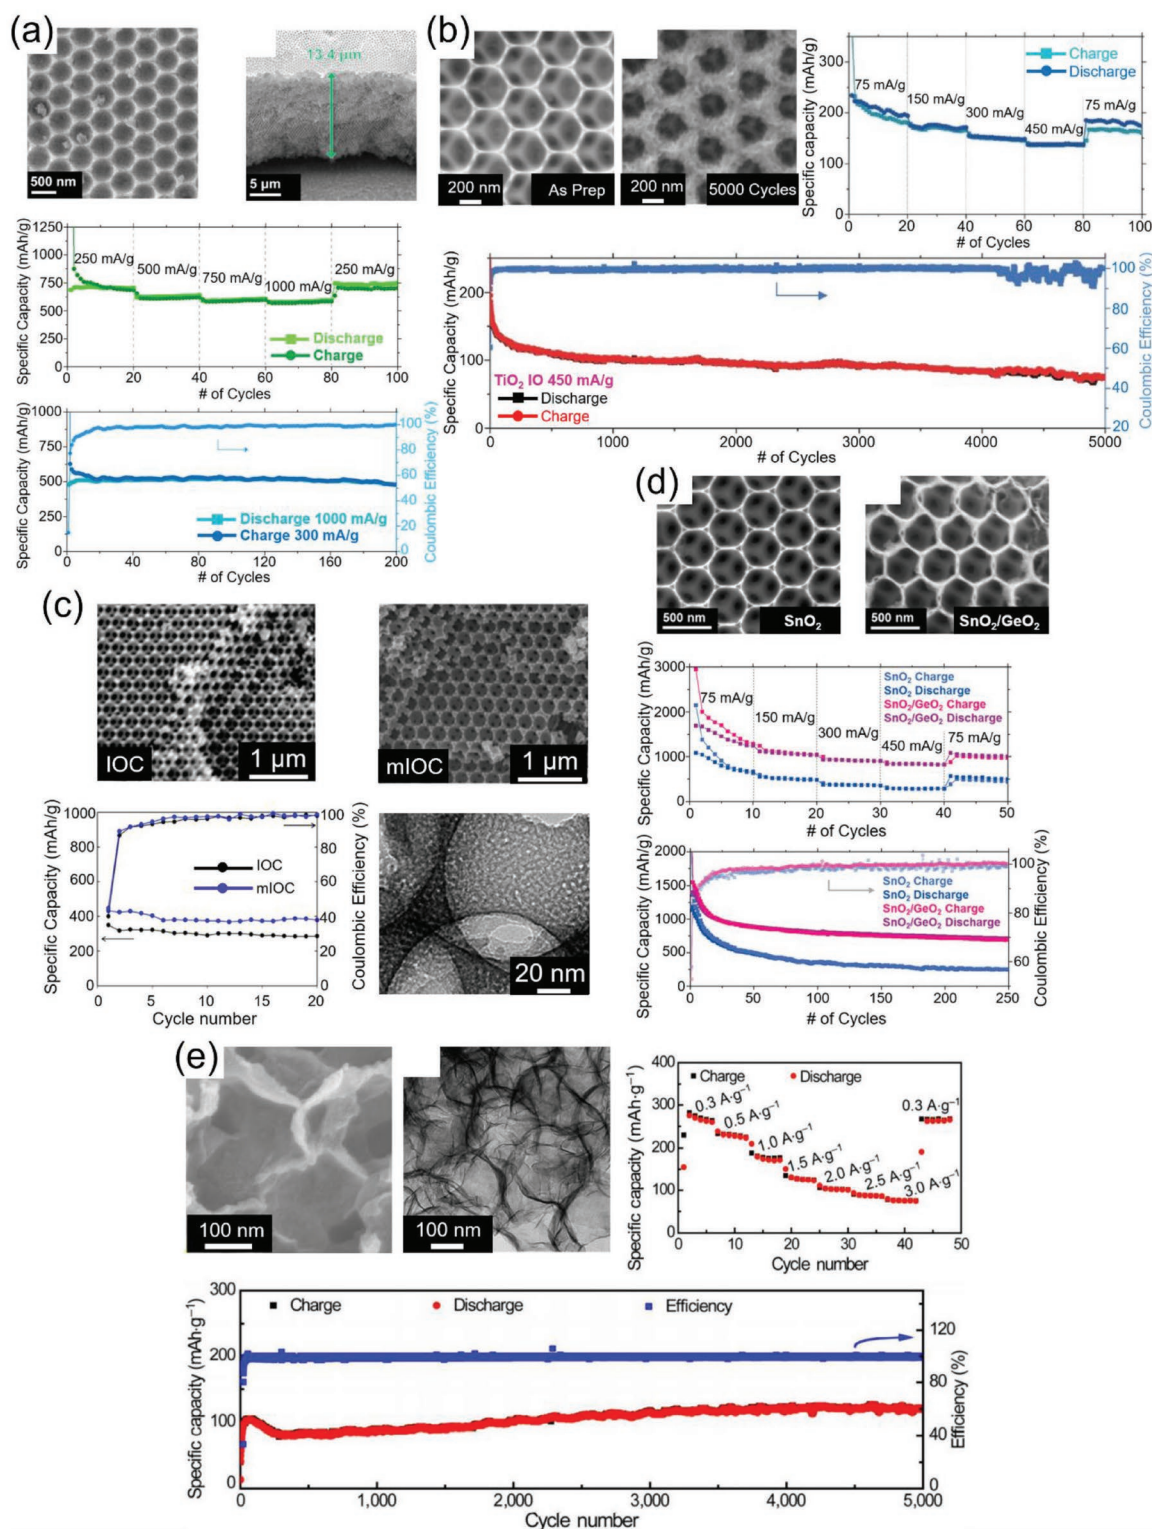 (a)
500 nm
13.4 µm
5 µm
Specific Capacity (mAh/g)
1250
1000
750
500
250
0
250 mA/g
500 mA/g
750 mA/g
1000 mA/g
250 mA/g
Discharge
Charge
0 20 40 60 80 100
# of Cycles
Specific Capacity (mAh/g)
1000
750
500
250
0
Discharge 1000 mA/g
Charge 300 mA/g
100
80
60
40
20
0
Coulombic Efficiency (%)
0 40 80 120 160 200
# of Cycles
(b)
200 nm
As Prep
200 nm
5000 Cycles
Specific capacity (mAh/g)
300
200
100
0
Charge
Discharge
75 mA/g
150 mA/g
300 mA/g
450 mA/g
75 mA/g
0 20 40 60 80 100
# of Cycles
Specific Capacity (mAh/g)
200
100
0
TiO₂ IO 450 mA/g
Discharge
Charge
100
80
60
40
20
Coulombic Efficiency (%)
0 1000 2000 3000 4000 5000
# of Cycles
(c)
IOC
1 µm
mIOC
1 µm
Specific Capacity (mAh/g)
1000
800
600
400
200
0
IOC
mIOC
100
80
60
40
20
0
Coulombic Efficiency (%)
0 5 10 15 20
Cycle number
20 nm
(d)
500 nm
SnO₂
500 nm
SnO₂/GeO₂
Specific Capacity (mAh/g)
3000
2000
1000
0
75 mA/g
150 mA/g
300 mA/g
450 mA/g
75 mA/g
SnO₂ Charge
SnO₂ Discharge
SnO₂/GeO₂ Charge
SnO₂/GeO₂ Discharge
0 10 20 30 40 50
# of Cycles
Specific Capacity (mAh/g)
2000
1500
1000
500
0
SnO₂ Charge
SnO₂ Discharge
SnO₂/GeO₂ Charge
SnO₂/GeO₂ Discharge
100
80
60
Coulombic Efficiency (%)
0 50 100 150 200 250
# of Cycles
(e)
100 nm
100 nm
Specific capacity (mAh·g⁻¹)
400
300
200
100
0
Charge
Discharge
0.3 A·g⁻¹
0.5 A·g⁻¹
1.0 A·g⁻¹
1.5 A·g⁻¹
2.0 A·g⁻¹
2.5 A·g⁻¹
3.0 A·g⁻¹
0.3 A·g⁻¹
0 10 20 30 40 50
Cycle number
Specific capacity (mAh·g⁻¹)
300
200
100
0
Charge
Discharge
Efficiency
120
80
40
0
Efficiency (%)
0 1,000 2,000 3,000 4,000 5,000
Cycle number